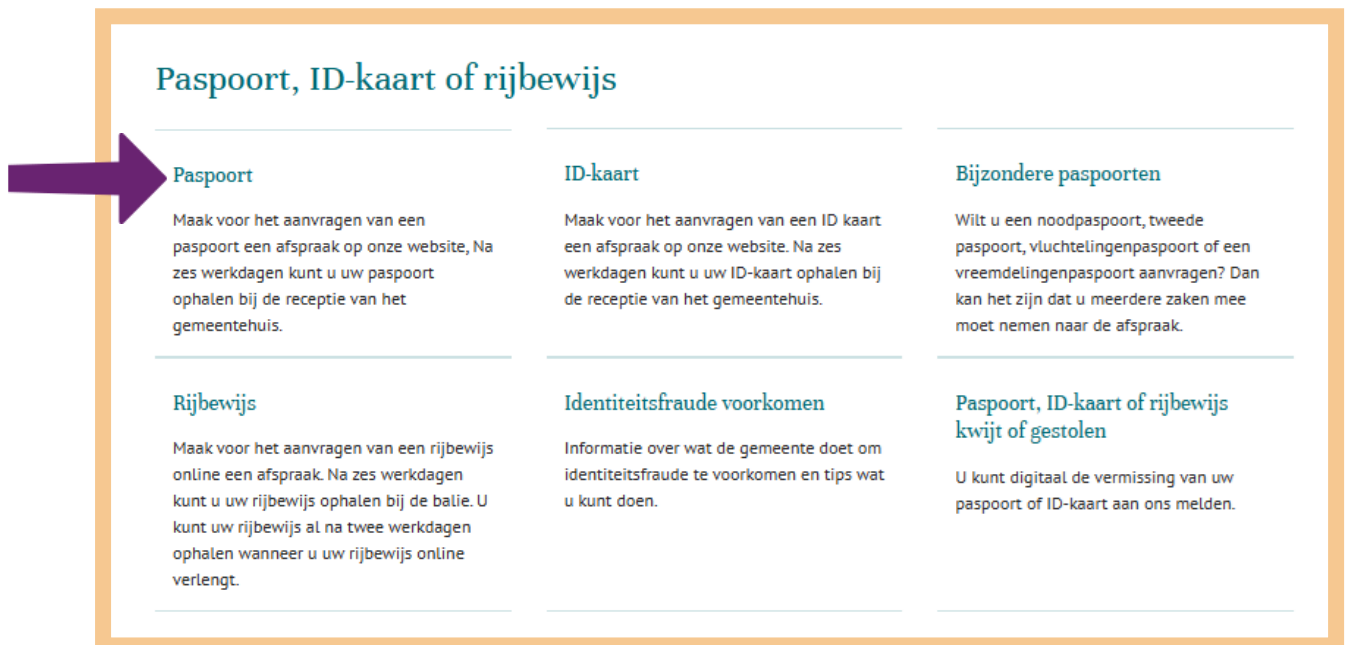 Paspoort, ID-kaart of rijbewijs
Paspoort
Maak voor het aanvragen van een
paspoort een afspraak op onze website, Na
zes werkdagen kunt u uw paspoort
ophalen bij de receptie van het
gemeentehuis.
ID-kaart
Maak voor het aanvragen van een ID kaart
een afspraak op onze website. Na zes
werkdagen kunt u uw ID-kaart ophalen bij
de receptie van het gemeentehuis.
Bijzondere paspoorten
Wilt u een noodpaspoort, tweede
paspoort, vluchtelingenpaspoort of een
vreemdelingenpaspoort aanvragen? Dan
kan het zijn dat u meerdere zaken mee
moet nemen naar de afspraak.
Rijbewijs
Maak voor het aanvragen van een rijbewijs
online een afspraak. Na zes werkdagen
kunt u uw rijbewijs ophalen bij de balie. U
kunt uw rijbewijs al na twee werkdagen
ophalen wanneer u uw rijbewijs online
verlengt.
Identiteitsfraude voorkomen
Informatie over wat de gemeente doet om
identiteitsfraude te voorkomen en tips wat
u kunt doen.
Paspoort, ID-kaart of rijbewijs
kwijt of gestolen
U kunt digitaal de vermissing van uw
paspoort of ID-kaart aan ons melden.